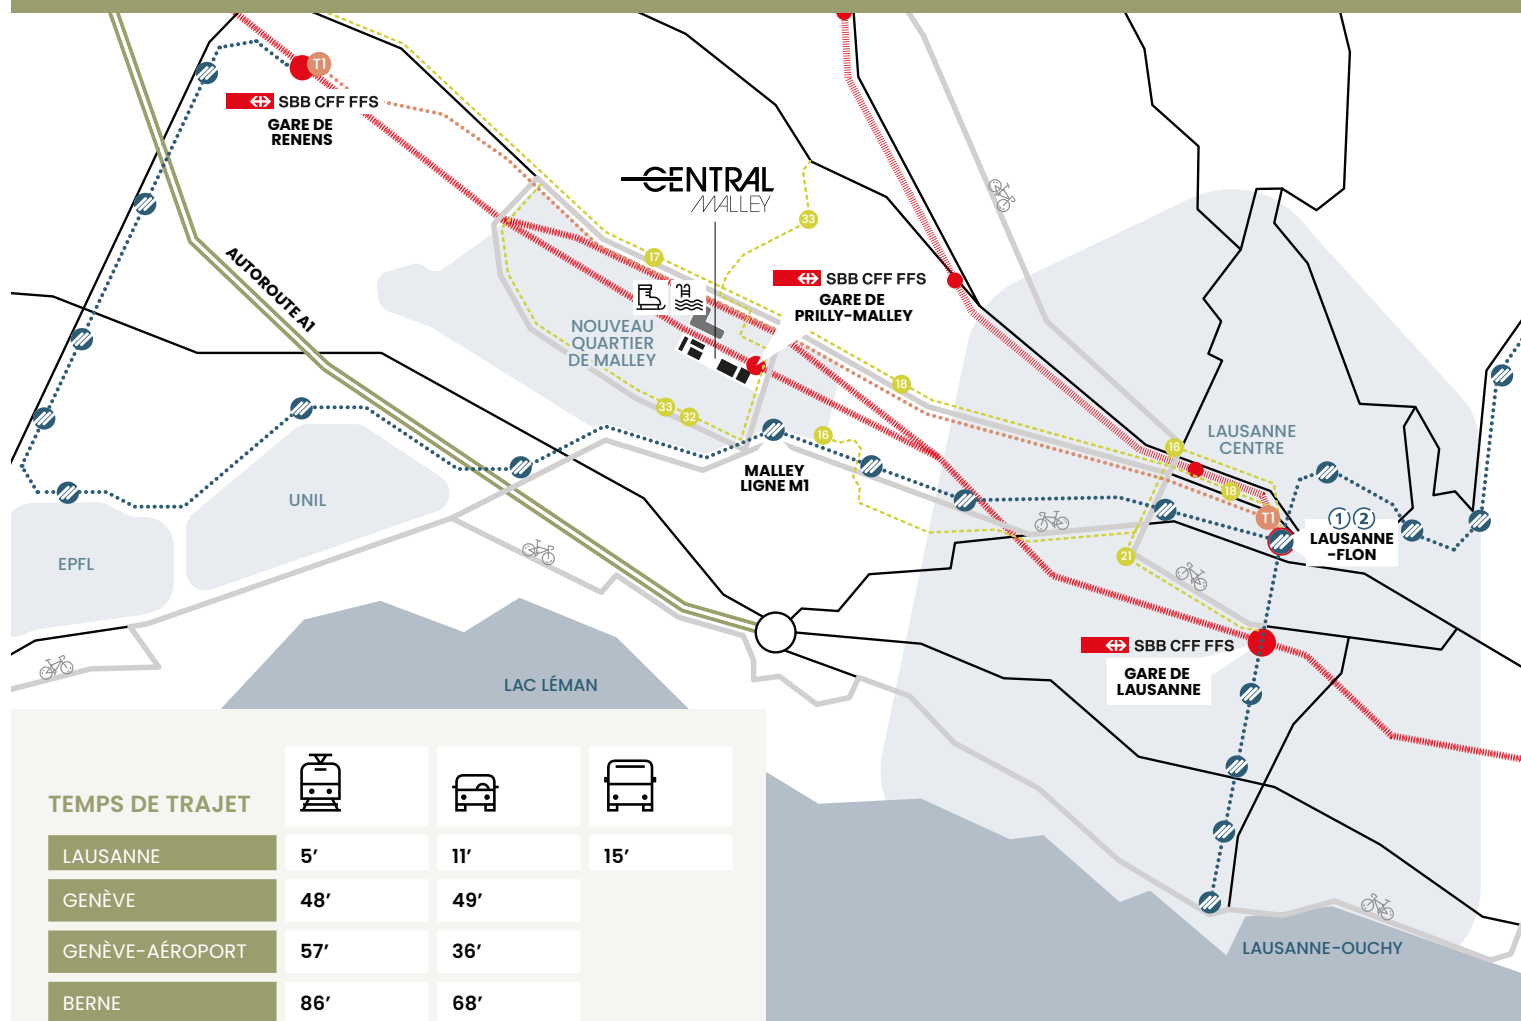 T1
SBB CFF FFS
GARE DE
RENENS
CENTRAL
MALLEY
33
17
SBB CFF FFS
GARE DE
PRILLY-MALLEY
AUTOROUTE A1
NOUVEAU
QUARTIER
DE MALLEY
18
33
32
16
MALLEY
LIGNE M1
16
LAUSANNE
CENTRE
18
T1
1 2
LAUSANNE
-FLON
UNIL
EPFL
21
SBB CFF FFS
GARE DE
LAUSANNE
LAC LÉMAN
LAUSANNE-OUCHY
TEMPS DE TRAJET
LAUSANNE 5’ 11’ 15’
GENÈVE 48’ 49’
GENÈVE-AÉROPORT 57’ 36’
BERNE 86’ 68’